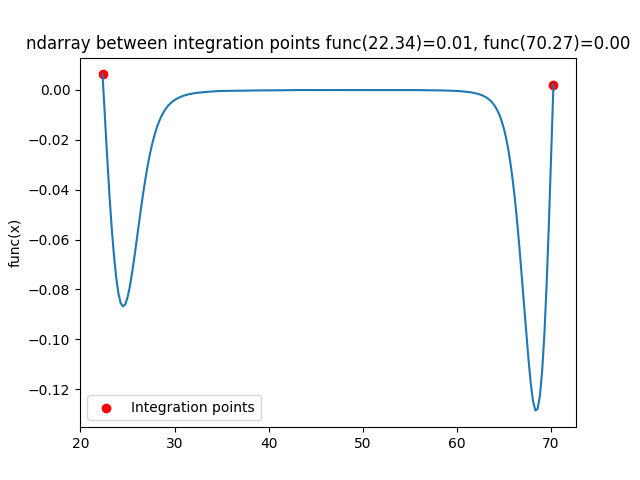 ndarray between integration points func(22.34)=0.01, func(70.27)=0.00
0.00
−0.02
−0.04
−0.06
−0.08
−0.10
−0.12
func(x)
Integration points
20 30 40 50 60 70